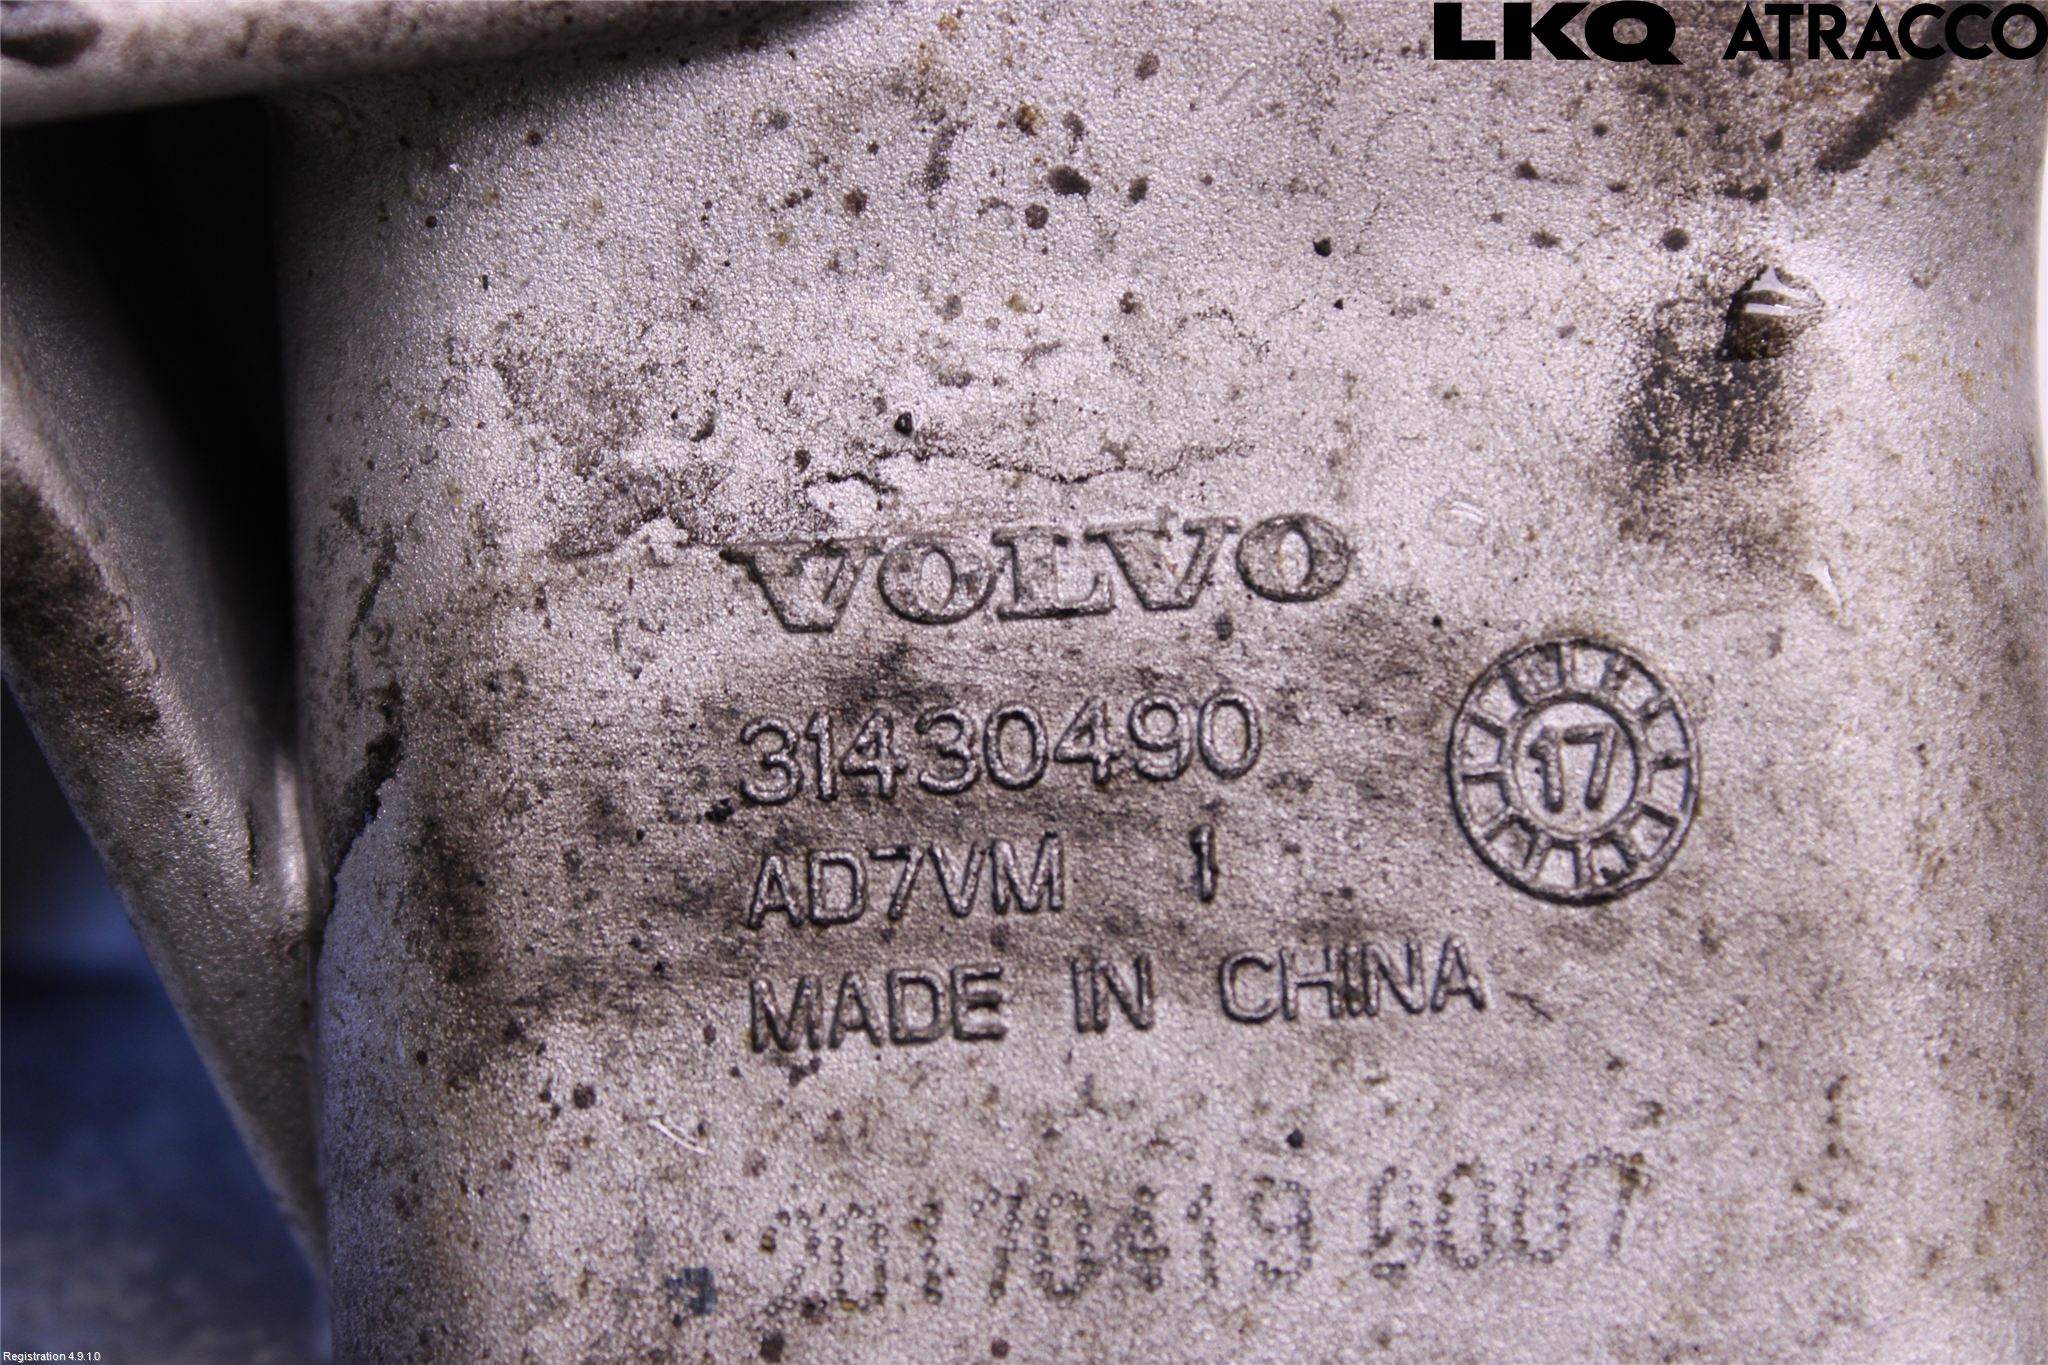 LKQ ATRACCO
VOLVO
31430490
17
AD7VM 1
MADE IN CHINA
20170419 0007
Registration 4.9.1.0